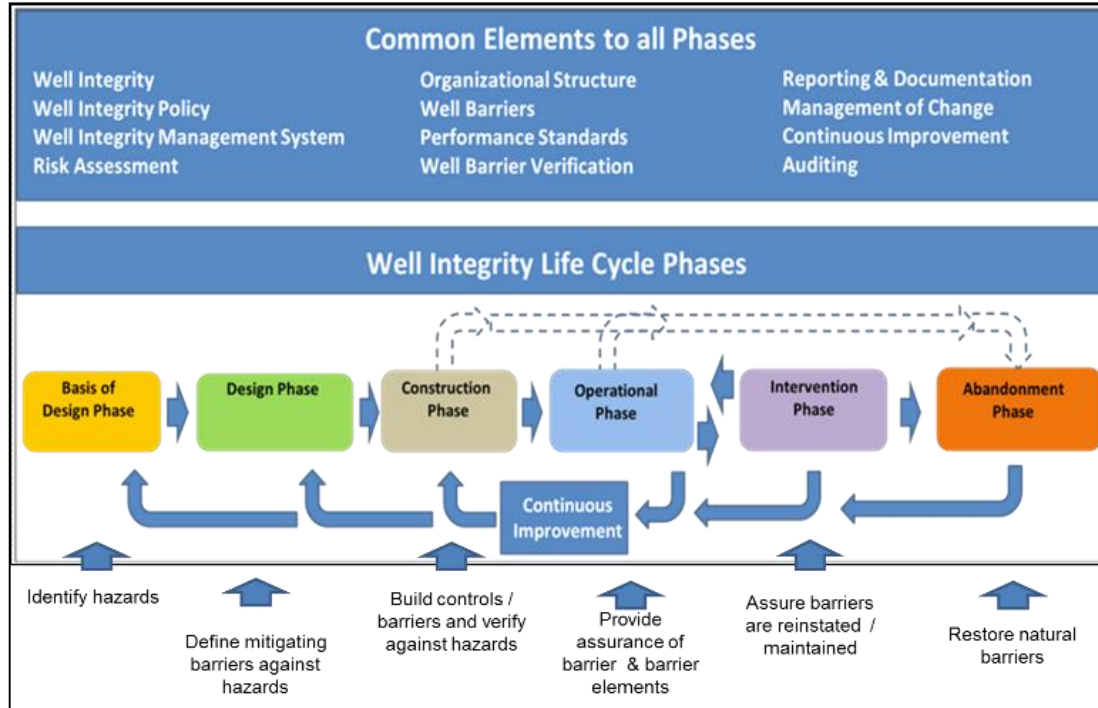 Common Elements to all Phases
Well Integrity
Well Integrity Policy
Well Integrity Management System
Risk Assessment
Organizational Structure
Well Barriers
Performance Standards
Well Barrier Verification
Reporting & Documentation
Management of Change
Continuous Improvement
Auditing
Well Integrity Life Cycle Phases
Basis of
Design Phase
Design Phase
Construction
Phase
Operational
Phase
Intervention
Phase
Abandonment
Phase
Continuous
Improvement
Identify hazards
Define mitigating
barriers against
hazards
Build controls /
barriers and verify
against hazards
Provide
assurance of
barrier & barrier
elements
Assure barriers
are reinstated /
maintained
Restore natural
barriers